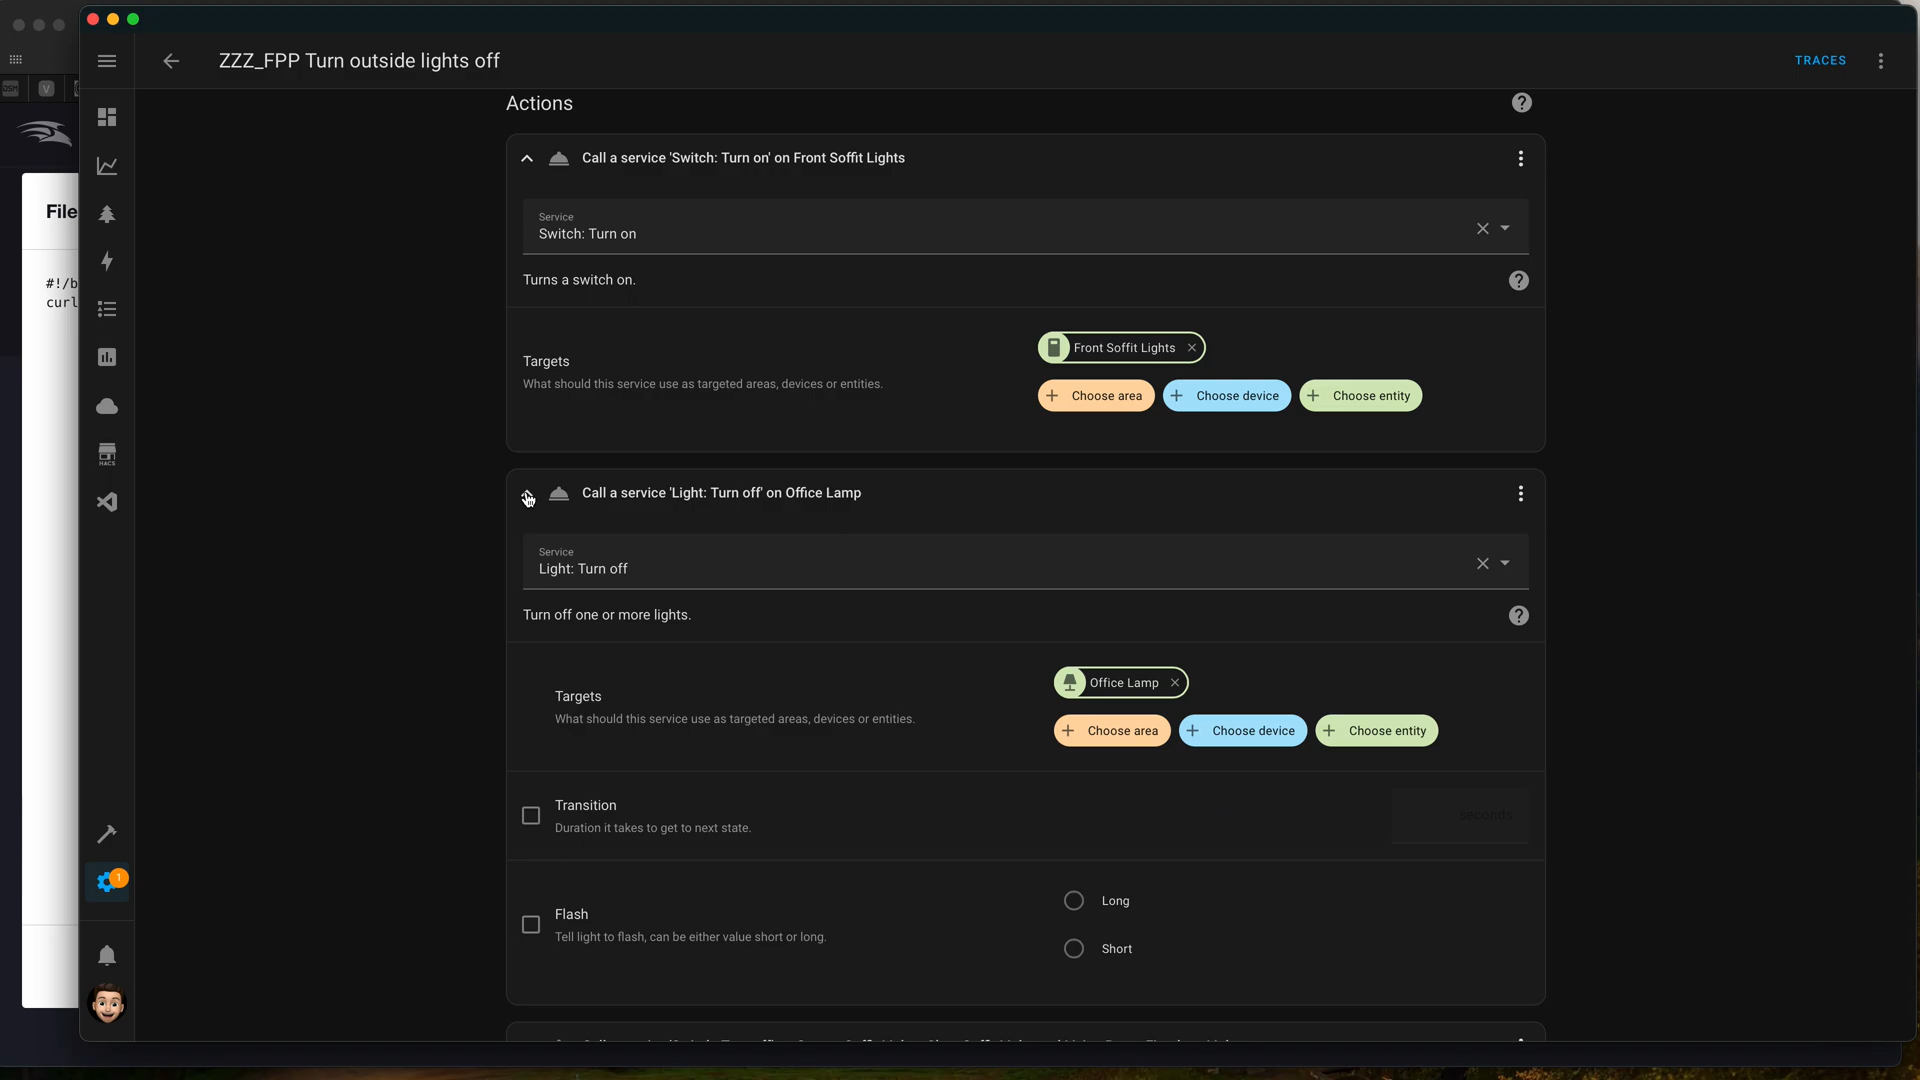 ZZZ_FPP Turn outside lights off
TRACES
V
Actions
Call a service 'Switch: Turn on' on Front Soffit Lights
Service
Switch: Turn on
File
Turns a switch on.
#!/b
curl
Targets
What should this service use as targeted areas, devices or entities.
Front Soffit Lights
Choose area
Choose device
Choose entity
HACS
Call a service 'Light: Turn off' on Office Lamp
Service
Light: Turn off
Turn off one or more lights.
Targets
What should this service use as targeted areas, devices or entities.
Office Lamp
Choose area
Choose device
Choose entity
Transition
Duration it takes to get to next state.
seconds
1
Flash
Tell light to flash, can be either value short or long.
Long
Short